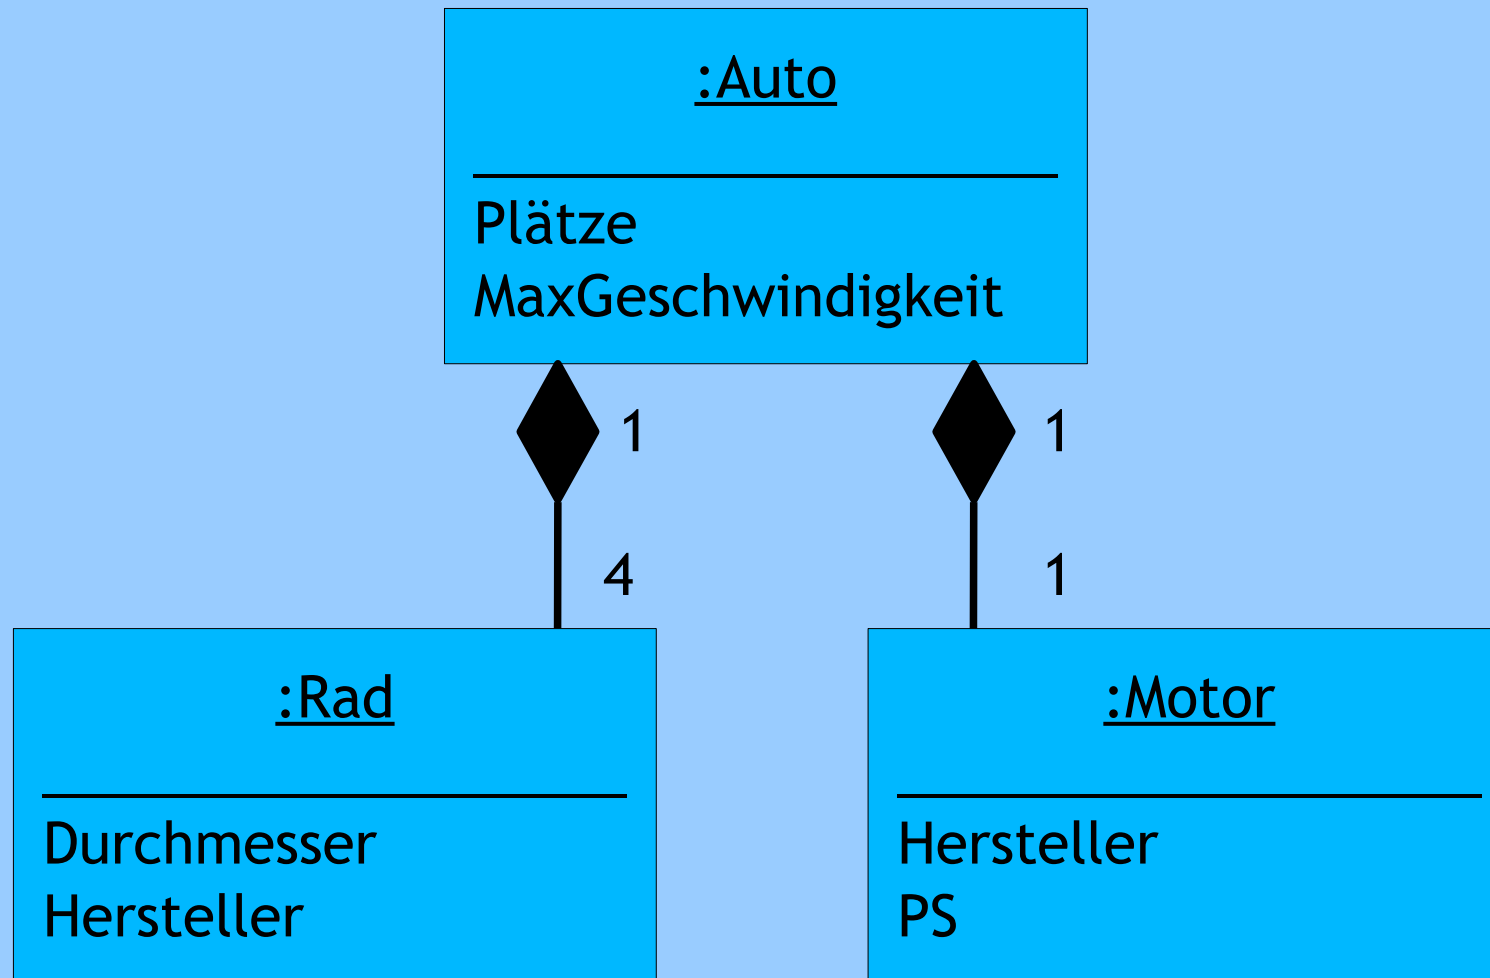 :Auto
Plätze
MaxGeschwindigkeit
1
1
4
1
:Rad
Durchmesser
Hersteller
:Motor
Hersteller
PS